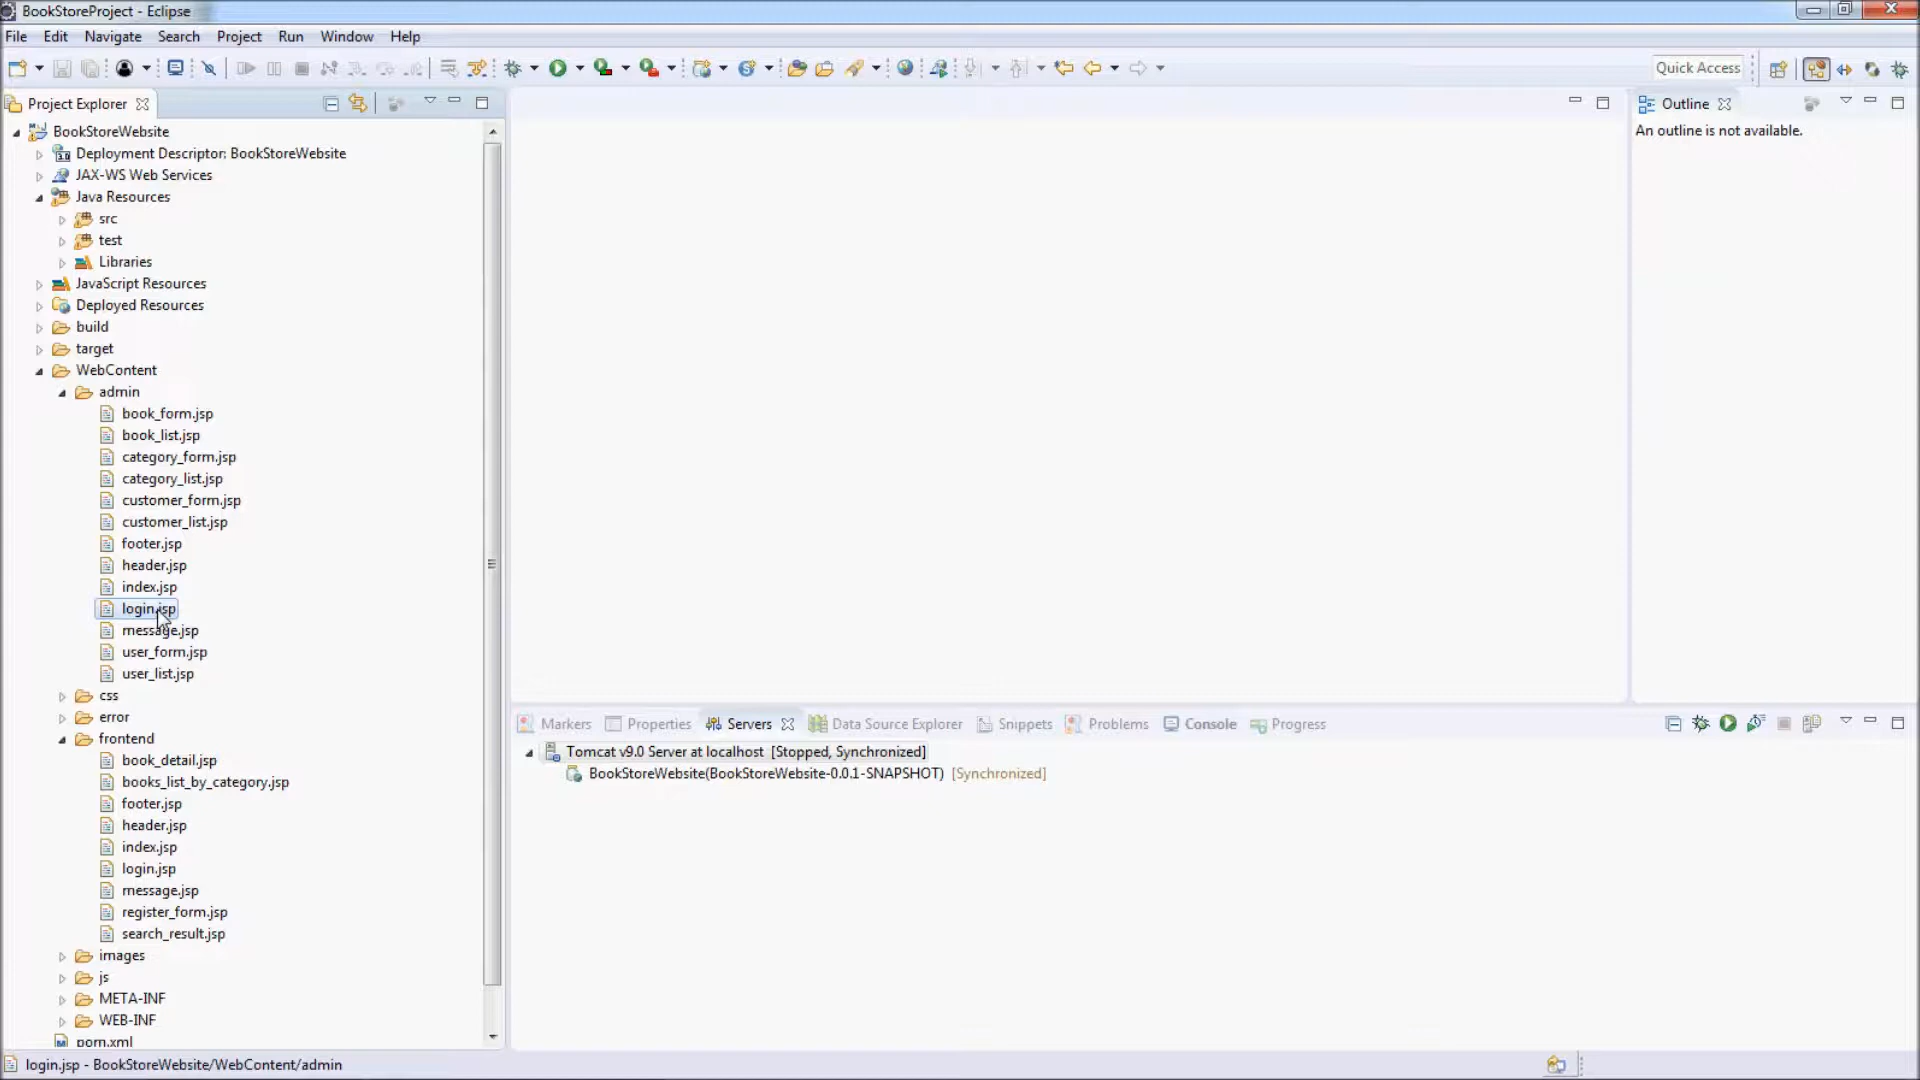 BookStoreProject - Eclipse
File Edit Navigate Search Project Run Window Help
Quick Access
Project Explorer
BookStoreWebsite
Deployment Descriptor: BookStoreWebsite
JAX-WS Web Services
Java Resources
src
test
Libraries
JavaScript Resources
Deployed Resources
build
target
WebContent
admin
book_form.jsp
book_list.jsp
category_form.jsp
category_list.jsp
customer_form.jsp
customer_list.jsp
footer.jsp
header.jsp
index.jsp
login.jsp
message.jsp
user_form.jsp
user_list.jsp
css
error
frontend
book_detail.jsp
books_list_by_category.jsp
footer.jsp
header.jsp
index.jsp
login.jsp
message.jsp
register_form.jsp
search_result.jsp
images
js
META-INF
WEB-INF
pom.xml
Outline
An outline is not available.
Markers Properties Servers Data Source Explorer Snippets Problems Console Progress
Tomcat v9.0 Server at localhost [Stopped, Synchronized]
BookStoreWebsite(BookStoreWebsite-0.0.1-SNAPSHOT) [Synchronized]
login.jsp - BookStoreWebsite/WebContent/admin